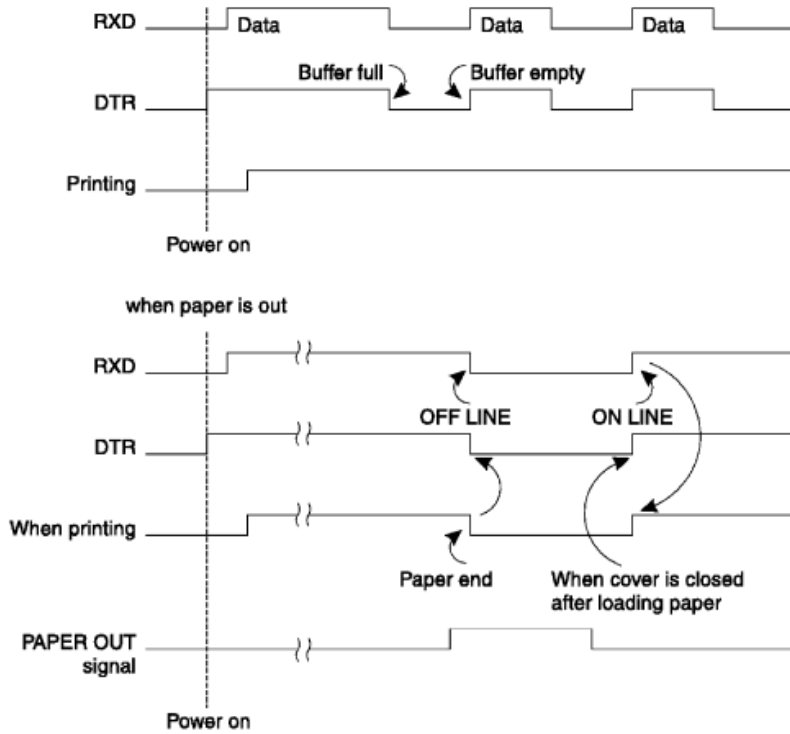 RXD
Data
Data
Data
Buffer full
Buffer empty
DTR
Printing
Power on
when paper is out
RXD
OFF LINE
ON LINE
DTR
When printing
Paper end
When cover is closed
after loading paper
PAPER OUT
signal
Power on